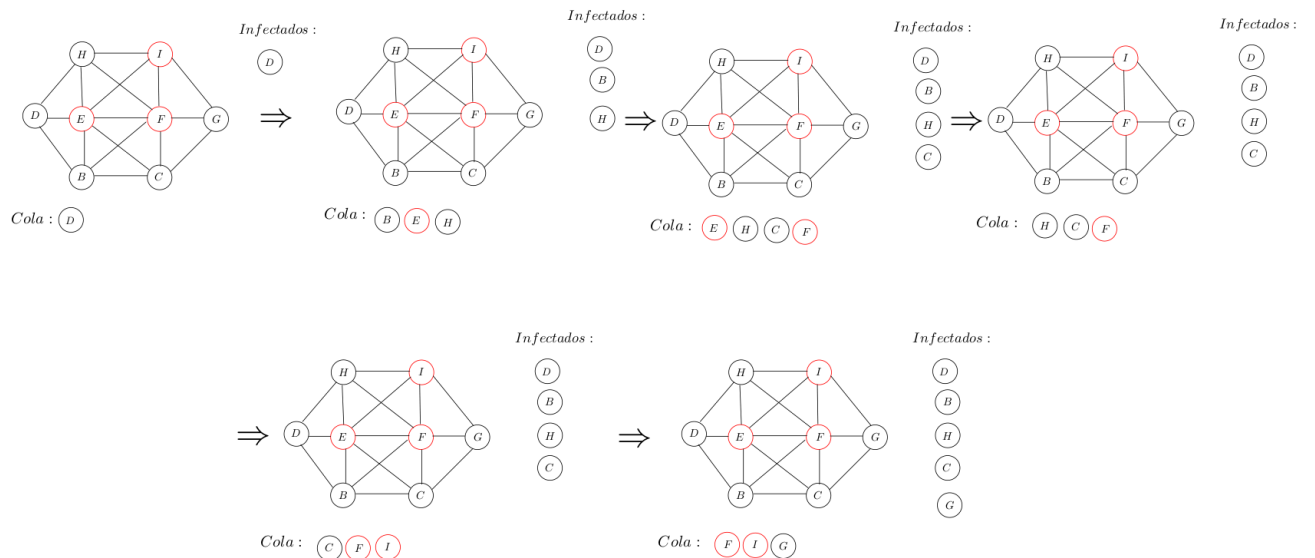 Infectados :
H I D
D E F G
B C
Cola : D
⇒
Infectados :
H I D
B
D E F G H
B C
Cola : B E H
⇒
Infectados :
H I D
B
D E F G H
C
B C
Cola : E H C F
⇒
Infectados :
H I D
B
D E F G H
C
B C
Cola : H C F
⇒
Infectados :
H I D
B
D E F G H
C
B C
Cola : C F I
⇒
Infectados :
H I D
B
D E F G H
C
B C G
Cola : F I G